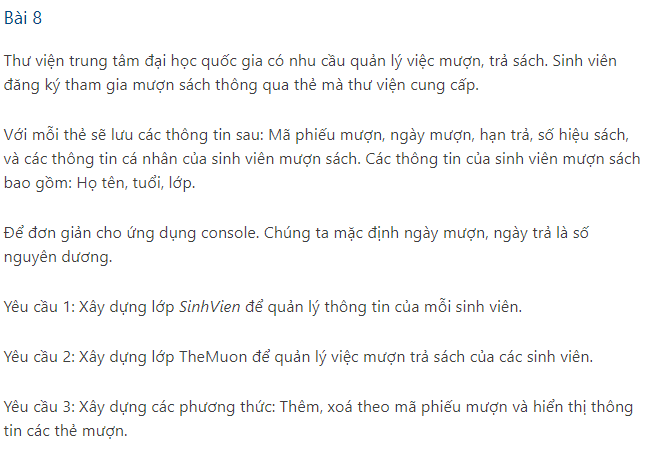 Bài 8
Thư viện trung tâm đại học quốc gia có nhu cầu quản lý việc mượn, trả sách. Sinh viên
đăng ký tham gia mượn sách thông qua thẻ mà thư viện cung cấp.
Với mỗi thẻ sẽ lưu các thông tin sau: Mã phiếu mượn, ngày mượn, hạn trả, số hiệu sách,
và các thông tin cá nhân của sinh viên mượn sách. Các thông tin của sinh viên mượn sách
bao gồm: Họ tên, tuổi, lớp.
Để đơn giản cho ứng dụng console. Chúng ta mặc định ngày mượn, ngày trả là số
nguyên dương.
Yêu cầu 1: Xây dựng lớp SinhVien để quản lý thông tin của mỗi sinh viên.
Yêu cầu 2: Xây dựng lớp TheMuon để quản lý việc mượn trả sách của các sinh viên.
Yêu cầu 3: Xây dựng các phương thức: Thêm, xoá theo mã phiếu mượn và hiển thị thông
tin các thẻ mượn.